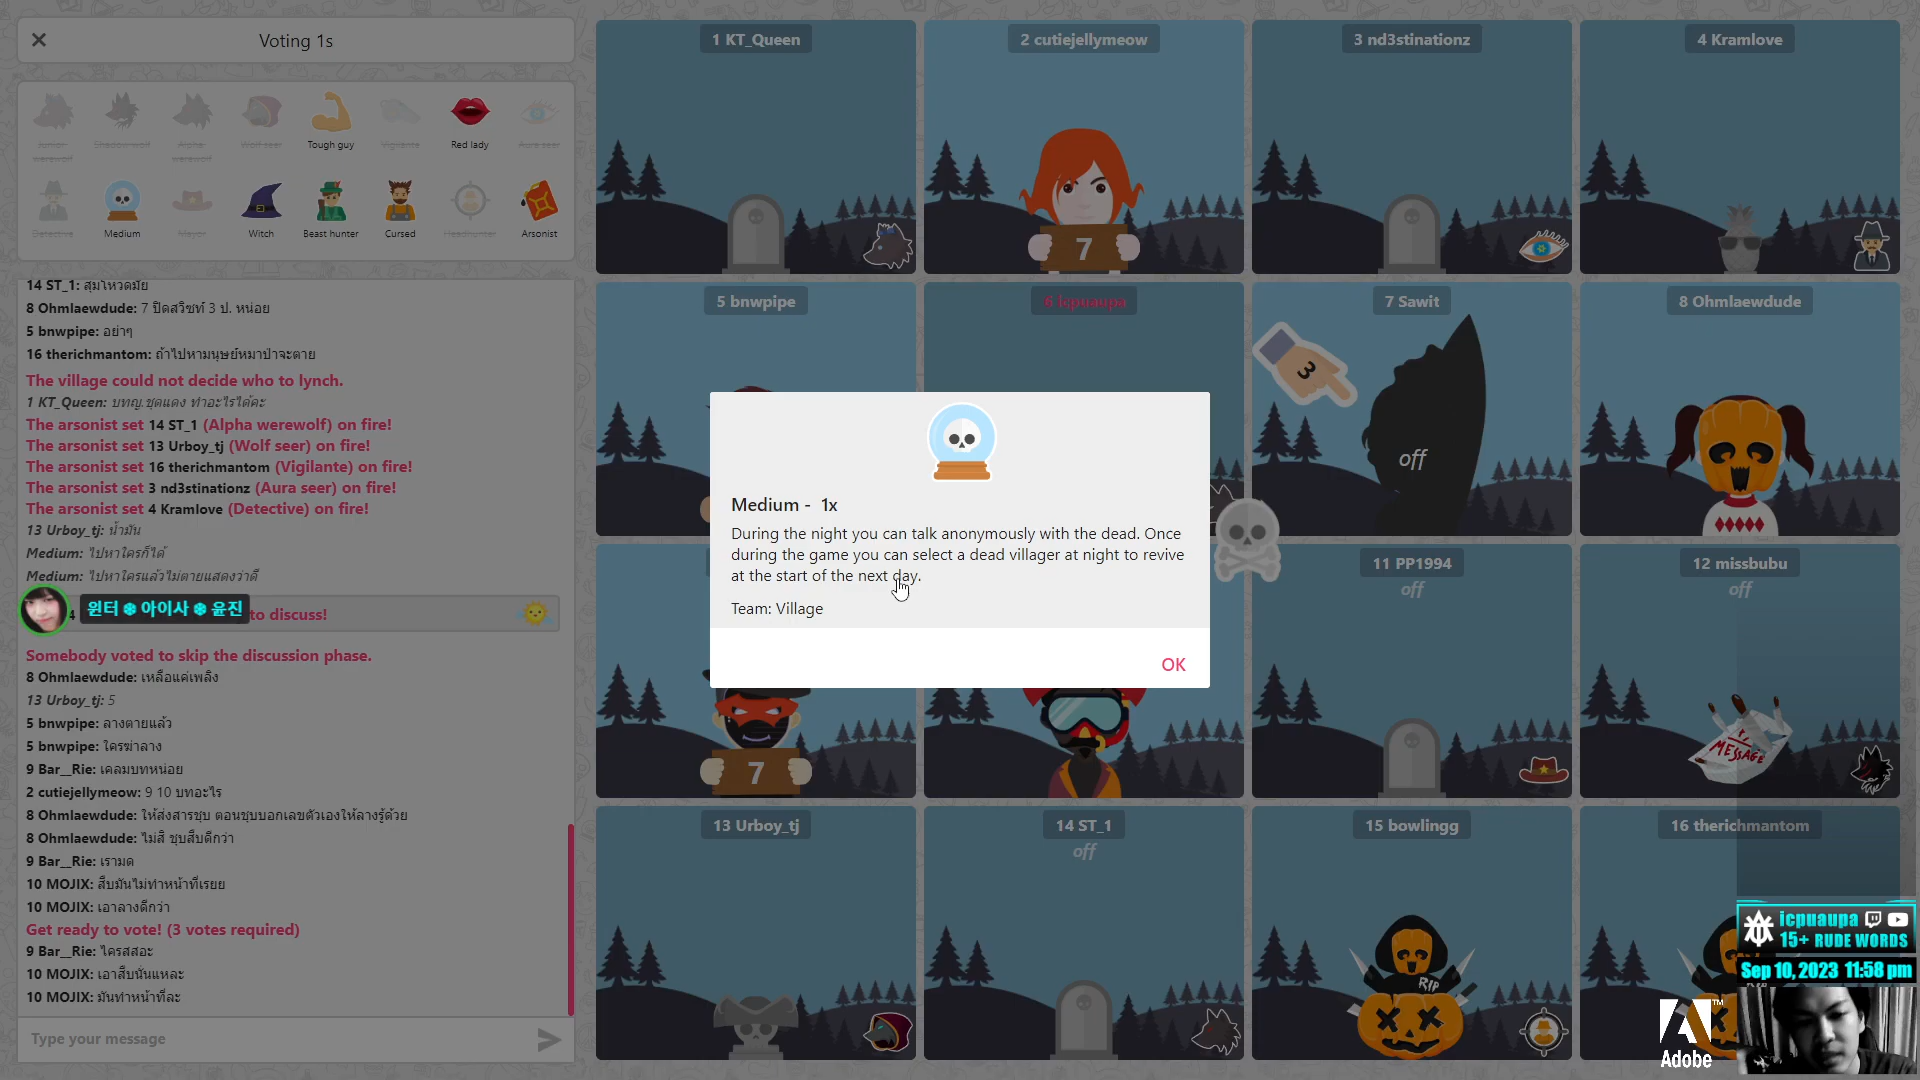 Voting 1s
Tough guy
Red lady
Medium
Witch
Beast hunter
Cursed
Headhunter
Arsonist
14 ST_1: สุ่มโหวตมั้ย
8 Ohmlaewdude: 7 ปิดสวิชท์ 3 ป. หน่อย
5 bnwpipe: อย่าๆ
16 therichmantom: ถ้าไปหามนุษย์หมาป่าจะตาย
The village could not decide who to lynch.
1 KT_Queen: บทญ.ชุดแดง ทำอะไรได้คะ
The arsonist set 14 ST_1 (Alpha werewolf) on fire!
The arsonist set 13 Urboy_tj (Wolf seer) on fire!
The arsonist set 16 therichmantom (Vigilante) on fire!
The arsonist set 3 nd3stinationz (Aura seer) on fire!
The arsonist set 4 Kramlove (Detective) on fire!
13 Urboy_tj: น้ำมัน
Medium: ไปหาใครก็ได้
Medium: ไปหาใครแล้วไม่ตายแสดงว่าดี
윈터 ❄ 아이사 ❄ 윤진
to discuss!
Somebody voted to skip the discussion phase.
8 Ohmlaewdude: เหลือแค่เพลิง
13 Urboy_tj: 5
5 bnwpipe: ลางตายแล้ว
5 bnwpipe: ใครฆ่าลาง
9 Bar__Rie: เคลมบทหน่อย
2 cutiejellymeow: 9 10 บทอะไร
8 Ohmlaewdude: ให้ส่งสารชุบ ตอนชุบบอกเลขตัวเองให้ลางรู้ด้วย
8 Ohmlaewdude: ไม่สิ ชุบสืบดีกว่า
9 Bar__Rie: เรามด
10 MOJIX: สืบมันไม่ทำหน้าที่เรยย
10 MOJIX: เอาลางดีกว่า
Get ready to vote! (3 votes required)
9 Bar__Rie: ไครสสอะ
10 MOJIX: เอาสืบนั่นแหละ
10 MOJIX: มันทำหน้าที่ละ
Type your message
1 KT_Queen
2 cutiejellymeow
7
3 nd3stinationz
4 Kramlove
5 bnwpipe
6 icpuaupa
7 Sawit
3
off
8 Ohmlaewdude
Medium - 1x
During the night you can talk anonymously with the dead. Once
during the game you can select a dead villager at night to revive
at the start of the next day.
Team: Village
OK
7
11 PP1994
off
12 missbubu
off
MESSAGE
13 Urboy_tj
14 ST_1
off
15 bowlingg
RIP
16 therichmantom
icpuaupa
15+ RUDE WORDS
Sep 10, 2023 11:58 pm
Adobe